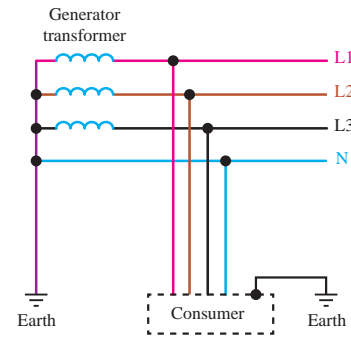 Generator
transformer
L1
L2
L3
N
Consumer
Earth
Earth